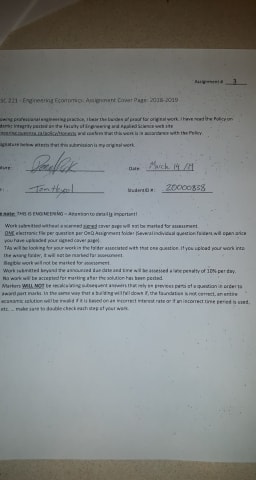 Assignment # 3
SC 221 - Engineering Economics: Assignment Cover Page: 2018-2019
owing professional engineering practice, I bear the burden of proof for original work. I have read the Policy on
demic Integrity posted on the Faculty of Engineering and Applied Science web site
and confirm that this work is in accordance with the Policy.
ignature below attests that this submission is my original work.
ature:
Date: March 19 /19
Tom
Student ID #: 20000838
e note: THIS IS ENGINEERING – Attention to detail is important!
Work submitted without a scanned signed cover page will not be marked for assessment.
ONE electronic file per question per OnQ Assignment folder (Several individual question folders will open once
you have uploaded your signed cover page).
TAs will be looking for your work in the folder associated with that one question. If you upload your work into
the wrong folder, it will not be marked for assessment.
Illegible work will not be marked for assessment.
Work submitted beyond the announced due date and time will be assessed a late penalty of 10% per day.
No work will be accepted for marking after the solution has been posted.
Markers WILL NOT be recalculating subsequent answers that rely on previous parts of a question in order to
award part marks. In the same way that a building will fall down if, the foundation is not correct, an entire
economic solution will be invalid if it is based on an incorrect interest rate or if an incorrect time period is used,
etc. ... make sure to double check each step of your work.